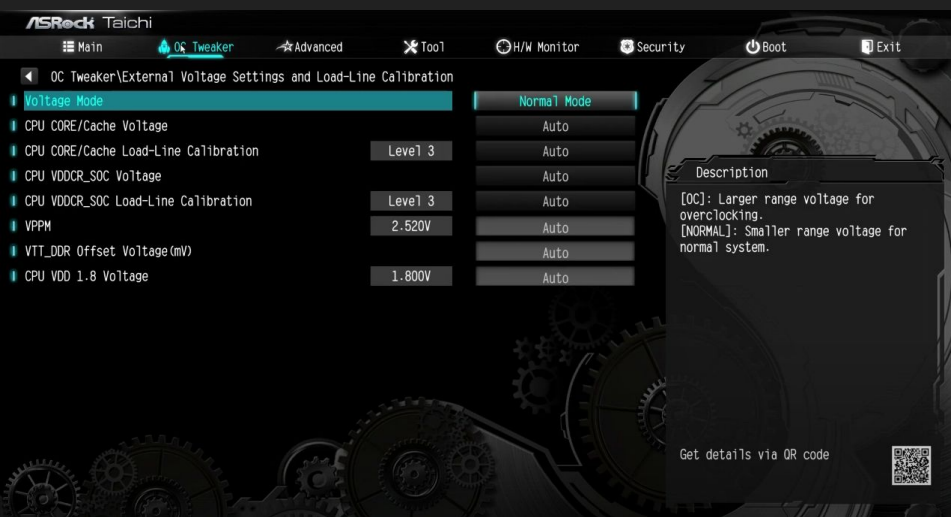 ASRock Taichi
Main OC Tweaker Advanced Tool H/W Monitor Security Boot Exit
OC Tweaker\External Voltage Settings and Load-Line Calibration
Voltage Mode Normal Mode
CPU CORE/Cache Voltage Auto
CPU CORE/Cache Load-Line Calibration Level 3 Auto
CPU VDDCR_SOC Voltage Auto
CPU VDDCR_SOC Load-Line Calibration Level 3 Auto
VPPM 2.520V Auto
VTT_DDR Offset Voltage(mV) Auto
CPU VDD 1.8 Voltage 1.800V Auto
Description
[OC]: Larger range voltage for
overclocking.
[NORMAL]: Smaller range voltage for
normal system.
Get details via QR code